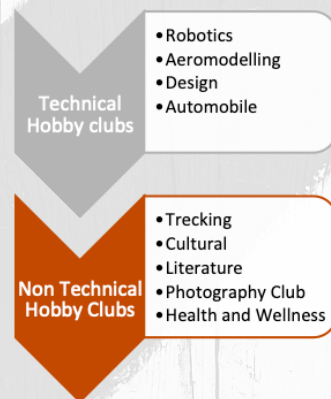 Technical
Hobby clubs
•Robotics
•Aeromodelling
•Design
•Automobile
Non Technical
Hobby Clubs
•Trecking
•Cultural
•Literature
•Photography Club
•Health and Wellness